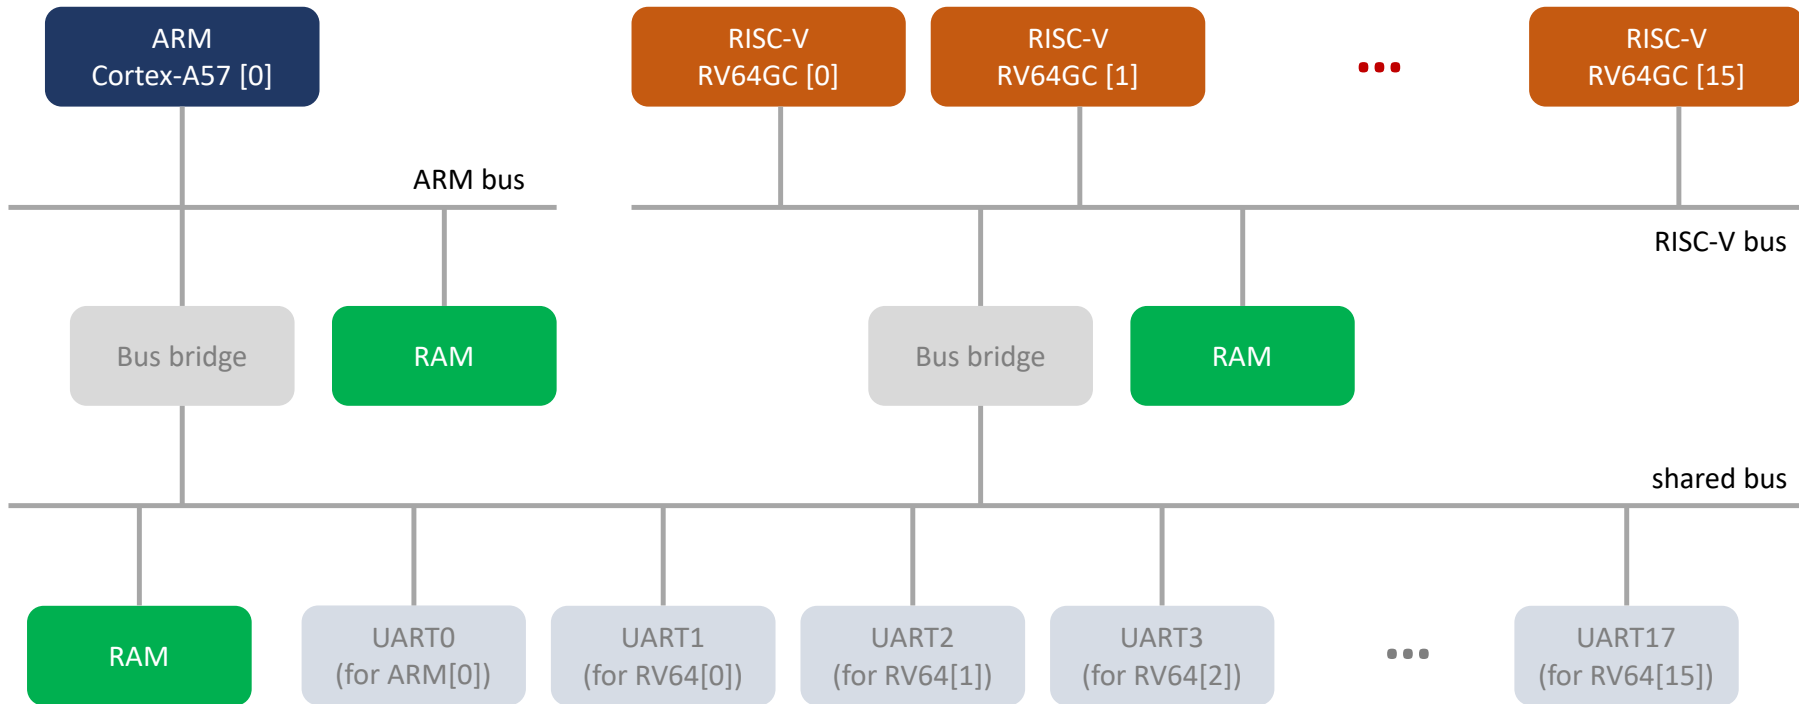 ARM
Cortex-A57 [0]
RISC-V
RV64GC [0]
RISC-V
RV64GC [1]
...
RISC-V
RV64GC [15]
ARM bus
RISC-V bus
Bus bridge
RAM
Bus bridge
RAM
shared bus
RAM
UART0
(for ARM[0])
UART1
(for RV64[0])
UART2
(for RV64[1])
UART3
(for RV64[2])
...
UART17
(for RV64[15])